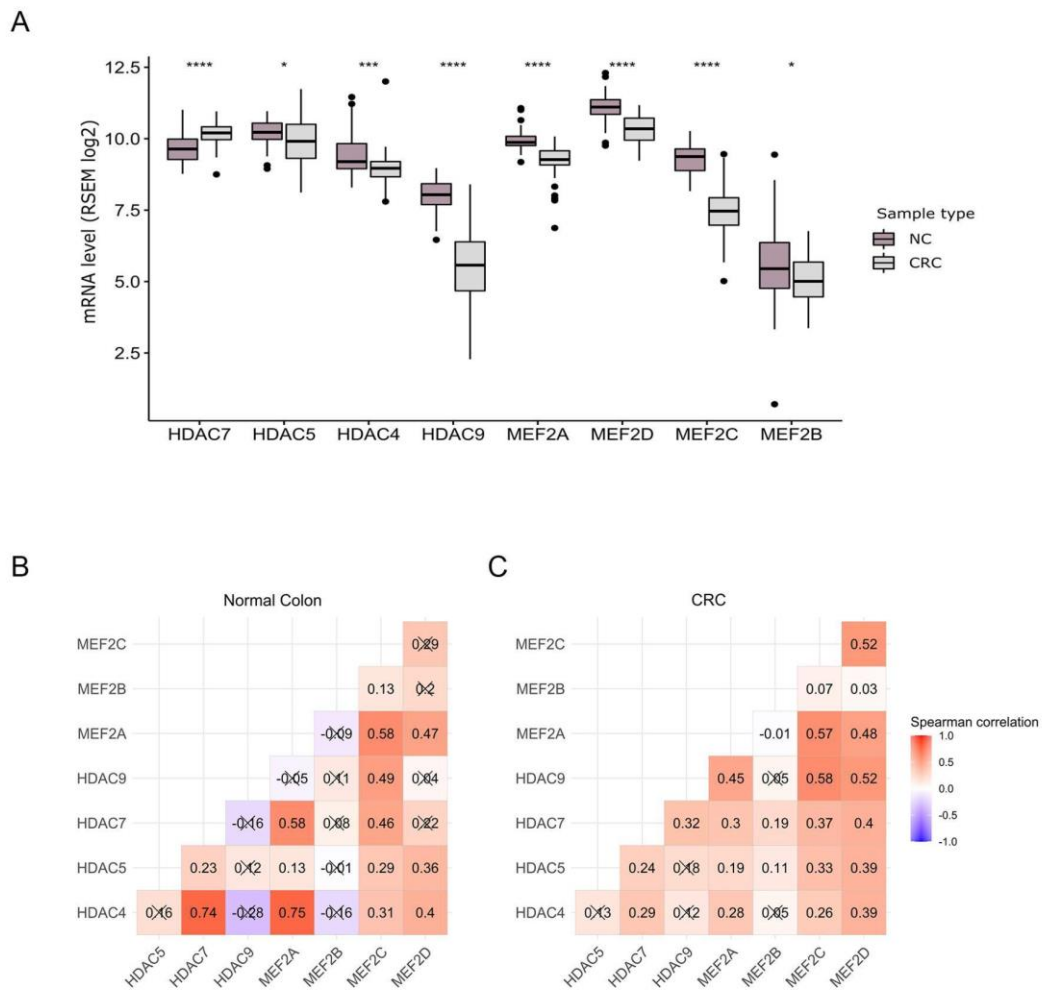 A
**** * *** **** **** **** **** *
12.5
10.0
7.5
5.0
2.5
mRNA level (RSEM log2)
HDAC7 HDAC5 HDAC4 HDAC9 MEF2A MEF2D MEF2C MEF2B
Sample type
NC
CRC
B
Normal Colon
MEF2C 0.29
MEF2B 0.13 0.2
MEF2A -0.09 0.58 0.47
HDAC9 -0.05 0.11 0.49 0.04
HDAC7 -0.16 0.58 0.08 0.46 0.22
HDAC5 0.23 0.12 0.13 -0.01 0.29 0.36
HDAC4 0.16 0.74 -0.28 0.75 -0.16 0.31 0.4
HDAC5 HDAC7 HDAC9 MEF2A MEF2B MEF2C MEF2D
C
CRC
MEF2C 0.52
MEF2B 0.07 0.03
MEF2A -0.01 0.57 0.48
HDAC9 0.45 0.05 0.58 0.52
HDAC7 0.32 0.3 0.19 0.37 0.4
HDAC5 0.24 0.18 0.19 0.11 0.33 0.39
HDAC4 0.13 0.29 0.12 0.28 0.05 0.26 0.39
HDAC5 HDAC7 HDAC9 MEF2A MEF2B MEF2C MEF2D
Spearman correlation
1.0
0.5
0.0
-0.5
-1.0